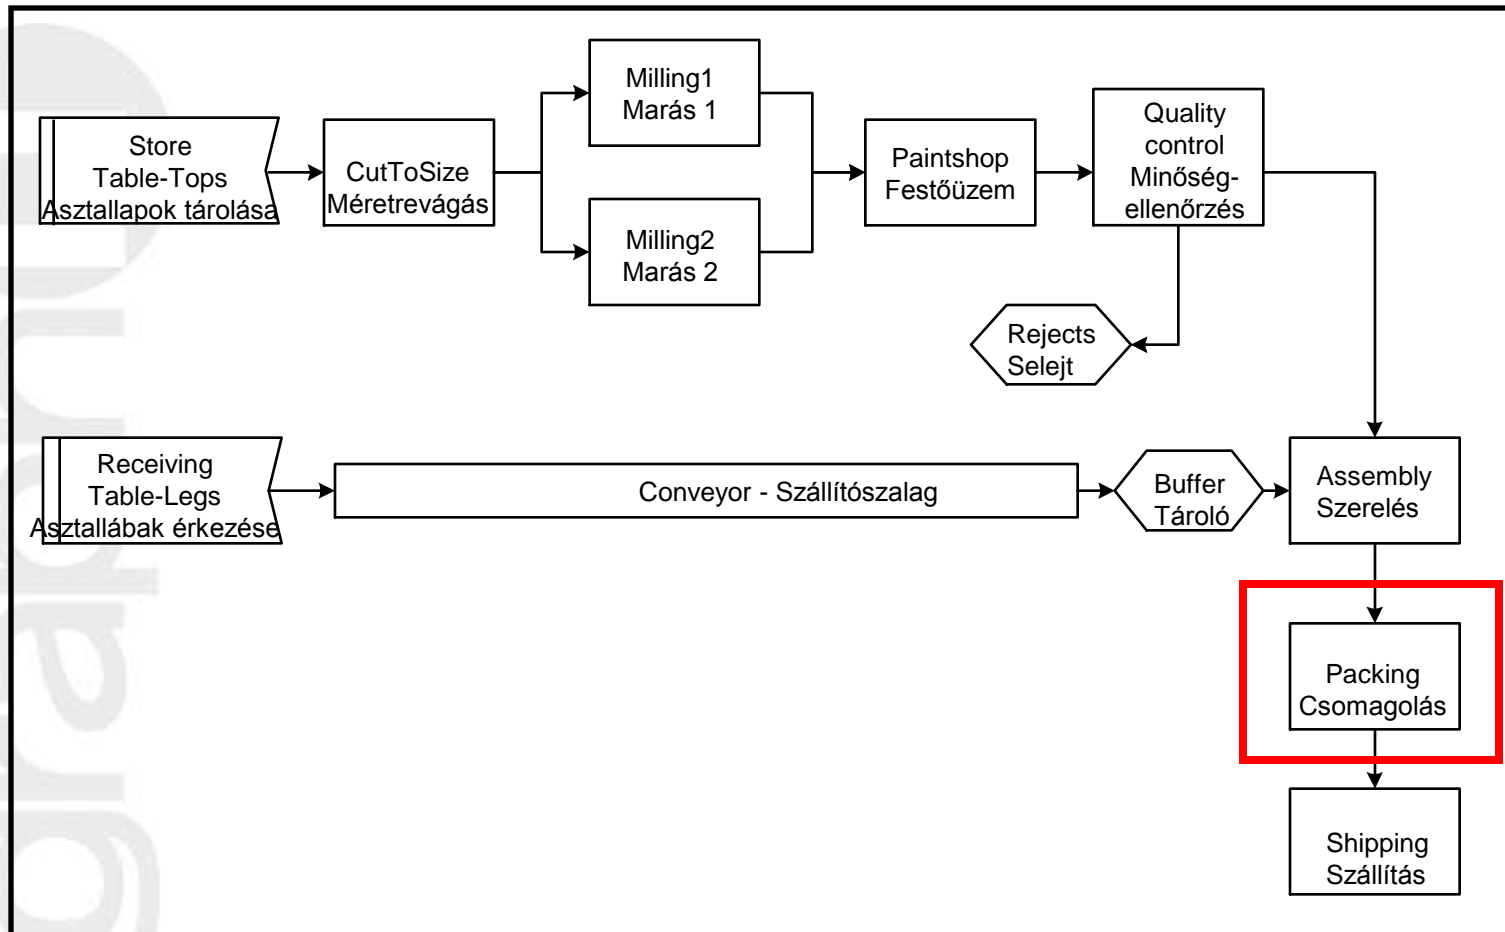 Store
Table-Tops
Asztallapok tárolása
CutToSize
Méretrevágás
Milling1
Marás 1
Milling2
Marás 2
Paintshop
Festőüzem
Quality
control
Minőség-
ellenőrzés
Rejects
Selejt
Receiving
Table-Legs
Asztallábak érkezése
Conveyor - Szállítószalag
Buffer
Tároló
Assembly
Szerelés
Packing
Csomagolás
Shipping
Szállítás